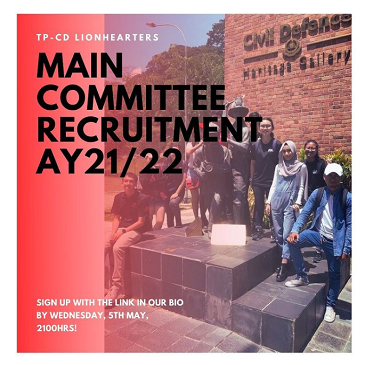 TP-CD LIONHEARTERS
MAIN
COMMITTEE
RECRUITMENT
AY21/22
Civil Defence
Heritage Gallery
SIGN UP WITH THE LINK IN OUR BIO
BY WEDNESDAY, 5TH MAY,
2100HRS!